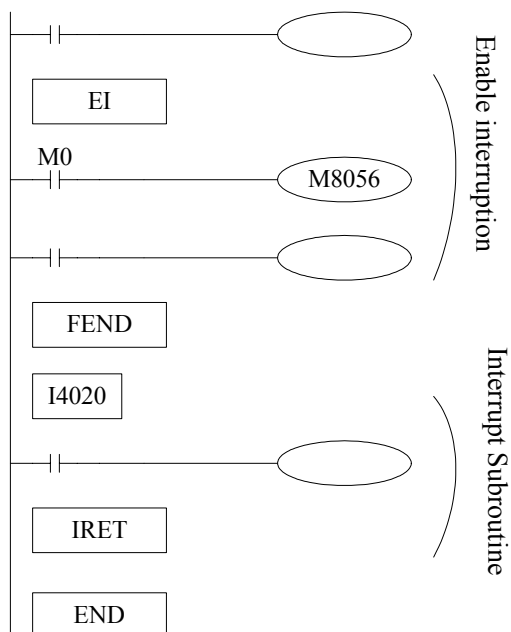 EI
M0
M8056
FEND
I4020
IRET
END
Enable interruption
Interrupt Subroutine